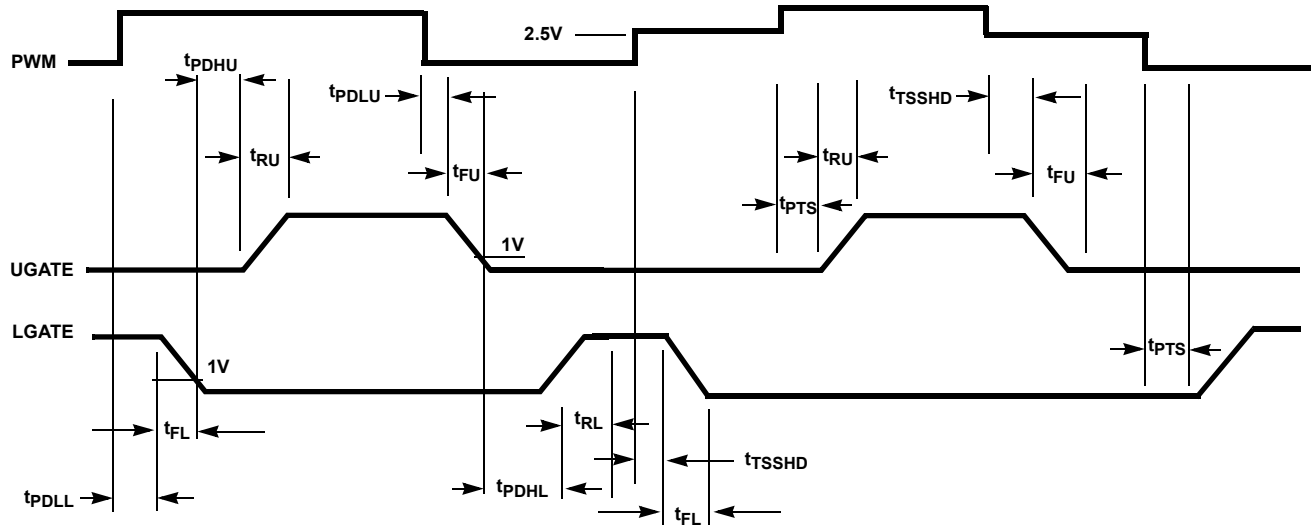 2.5V
PWM
tPDHU
tPDLU
tTSSHD
tRU
tFU
tRU
tFU
tPTS
1V
UGATE
LGATE
1V
tPTS
tFL
tRL
tTSSHD
tPDLL
tPDHL
tFL